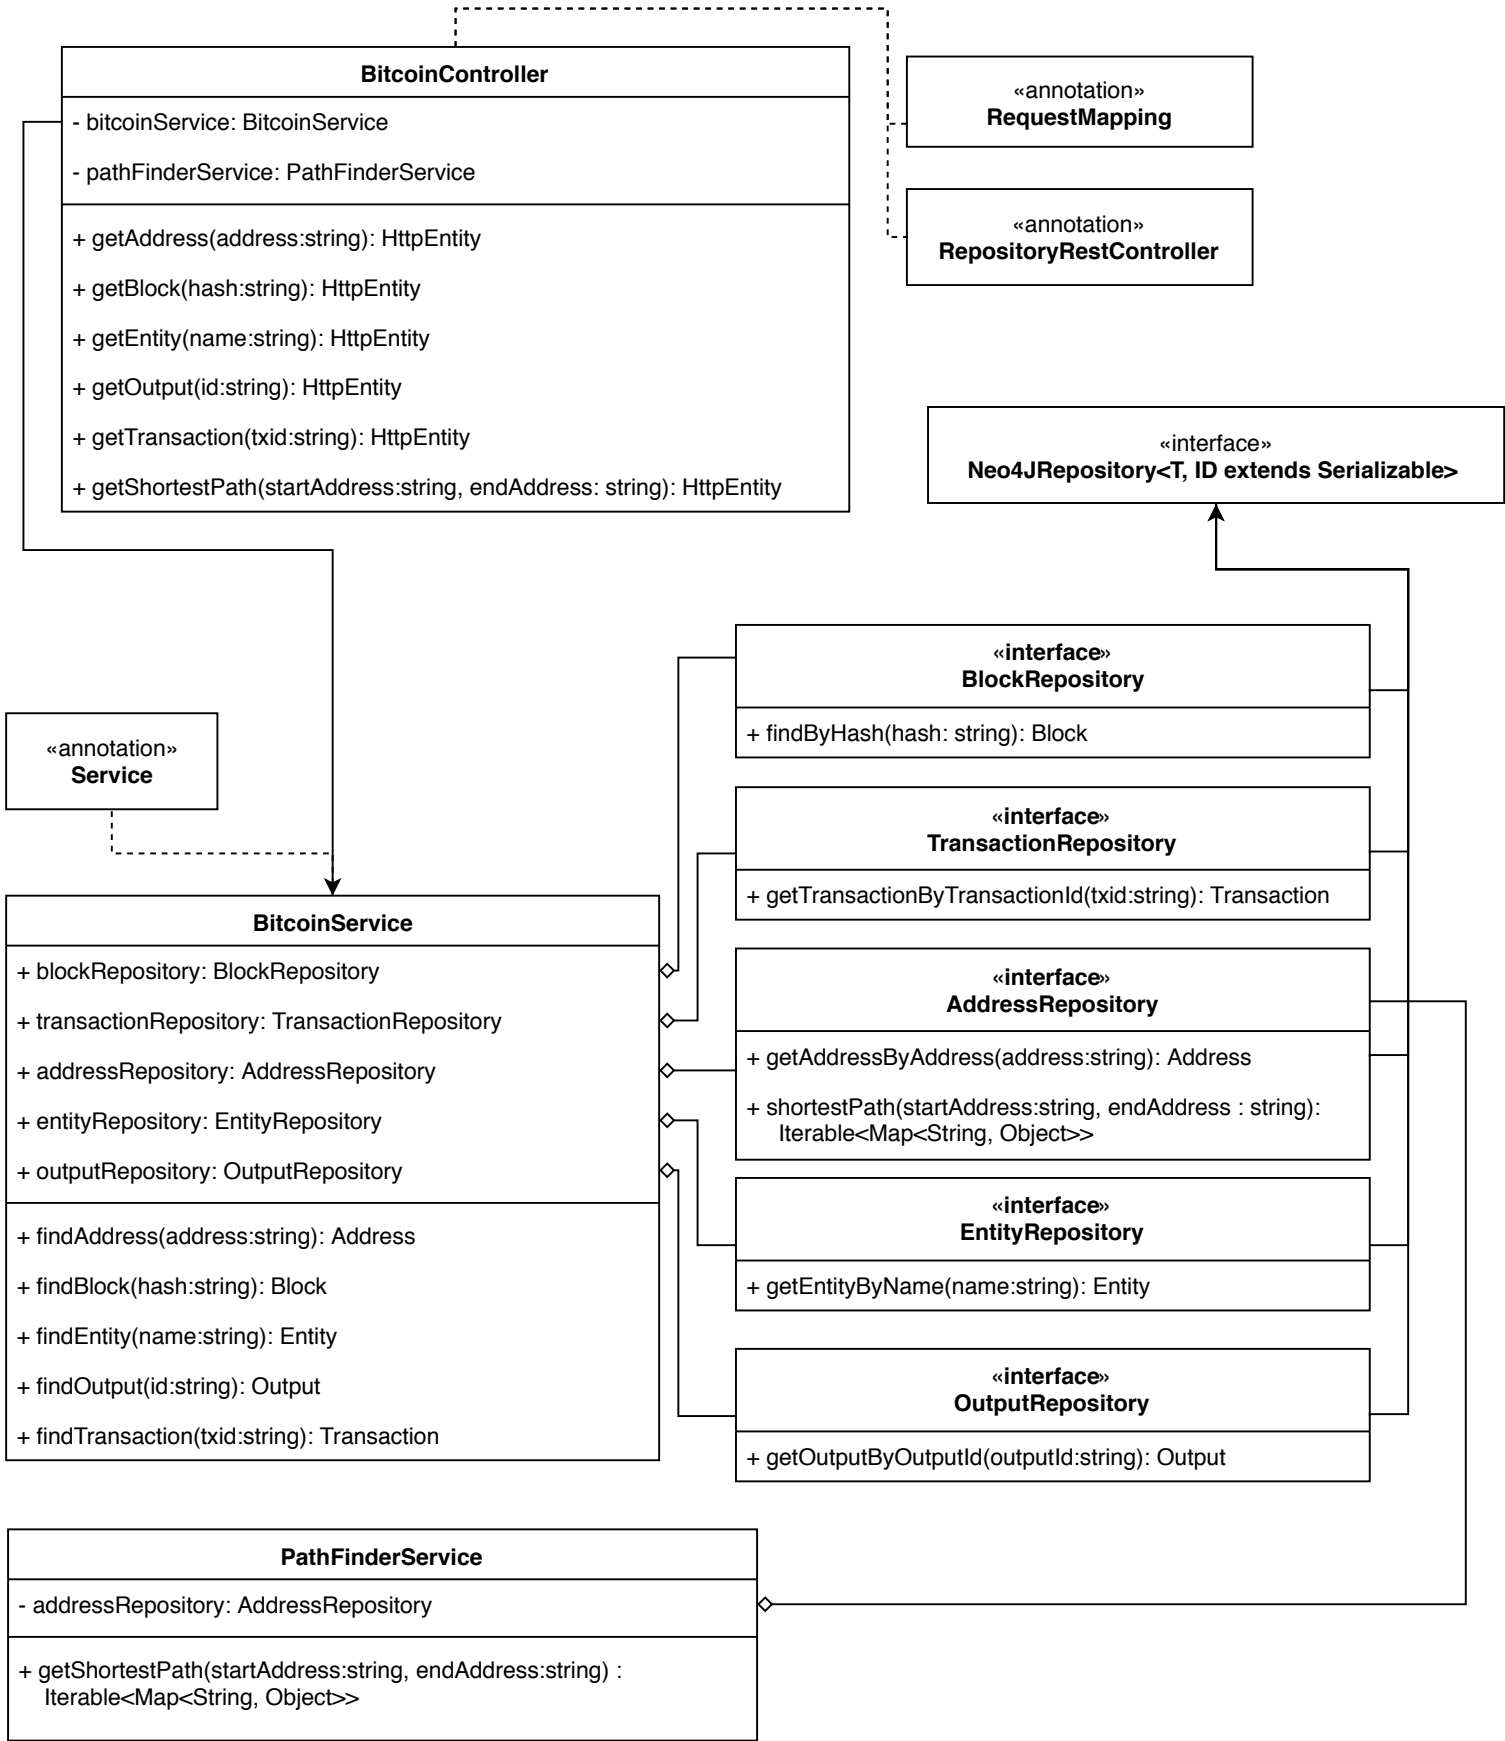 BitcoinController
- bitcoinService: BitcoinService
- pathFinderService: PathFinderService
+ getAddress(address:string): HttpEntity
+ getBlock(hash:string): HttpEntity
+ getEntity(name:string): HttpEntity
+ getOutput(id:string): HttpEntity
+ getTransaction(txid:string): HttpEntity
+ getShortestPath(startAddress:string, endAddress: string): HttpEntity
«annotation»
RequestMapping
«annotation»
RepositoryRestController
«interface»
Neo4JRepository<T, ID extends Serializable>
«annotation»
Service
BitcoinService
+ blockRepository: BlockRepository
+ transactionRepository: TransactionRepository
+ addressRepository: AddressRepository
+ entityRepository: EntityRepository
+ outputRepository: OutputRepository
+ findAddress(address:string): Address
+ findBlock(hash:string): Block
+ findEntity(name:string): Entity
+ findOutput(id:string): Output
+ findTransaction(txid:string): Transaction
«interface»
BlockRepository
+ findByHash(hash: string): Block
«interface»
TransactionRepository
+ getTransactionByTransactionId(txid:string): Transaction
«interface»
AddressRepository
+ getAddressByAddress(address:string): Address
+ shortestPath(startAddress:string, endAddress : string):
Iterable<Map<String, Object>>
«interface»
EntityRepository
+ getEntityByName(name:string): Entity
«interface»
OutputRepository
+ getOutputByOutputId(outputId:string): Output
PathFinderService
- addressRepository: AddressRepository
+ getShortestPath(startAddress:string, endAddress:string) :
Iterable<Map<String, Object>>